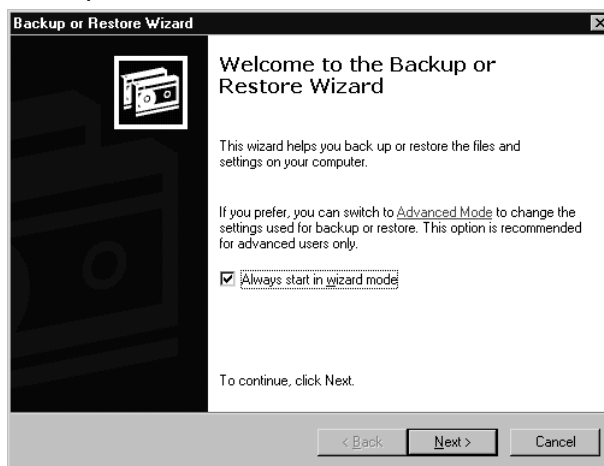 Backup or Restore Wizard
Welcome to the Backup or
Restore Wizard
This wizard helps you back up or restore the files and
settings on your computer.
If you prefer, you can switch to Advanced Mode to change the
settings used for backup or restore. This option is recommended
for advanced users only.
Always start in wizard mode
To continue, click Next.
< Back Next > Cancel